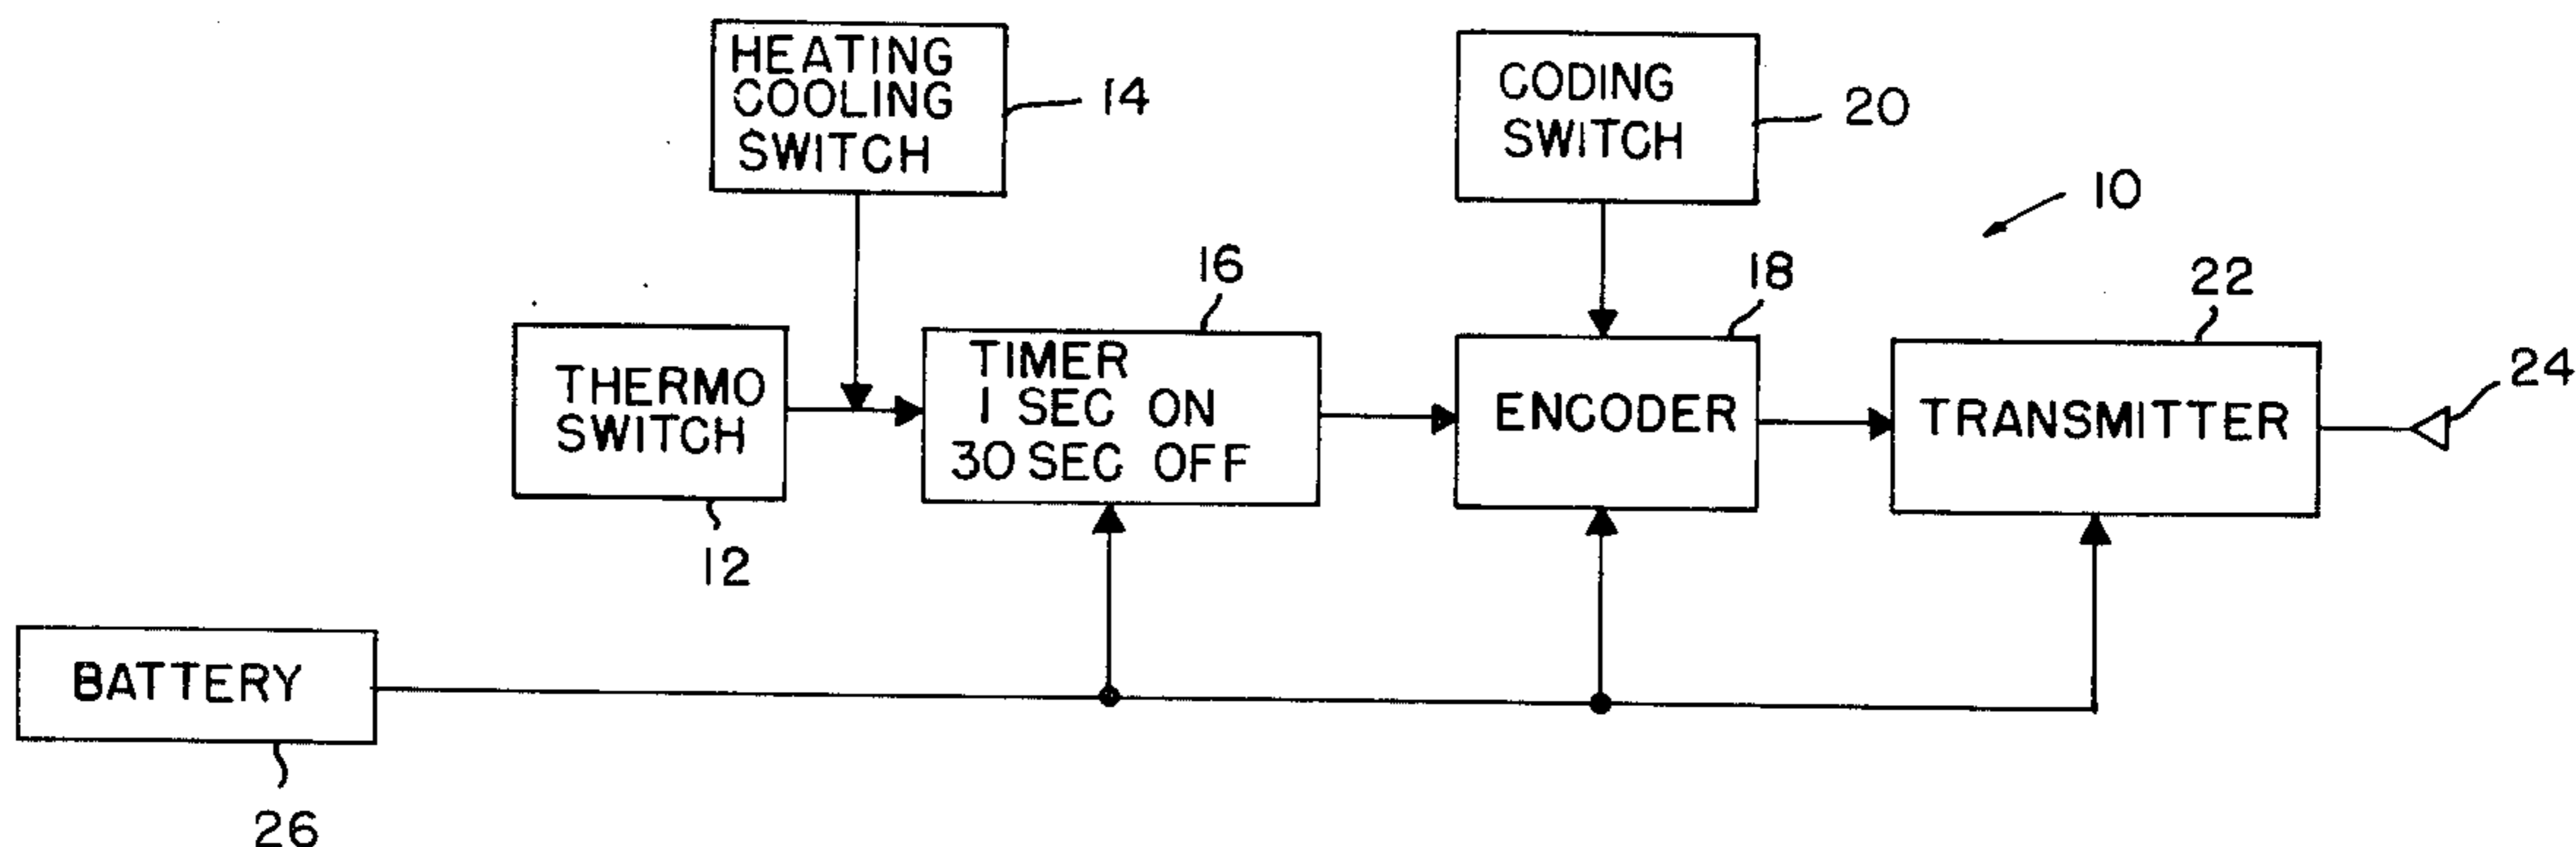 HEATING
COOLING
SWITCH
14
CODING
SWITCH
20
10
16
18
22
24
THERMO
SWITCH
12
TIMER
1 SEC ON
30 SEC OFF
ENCODER
TRANSMITTER
BATTERY
26